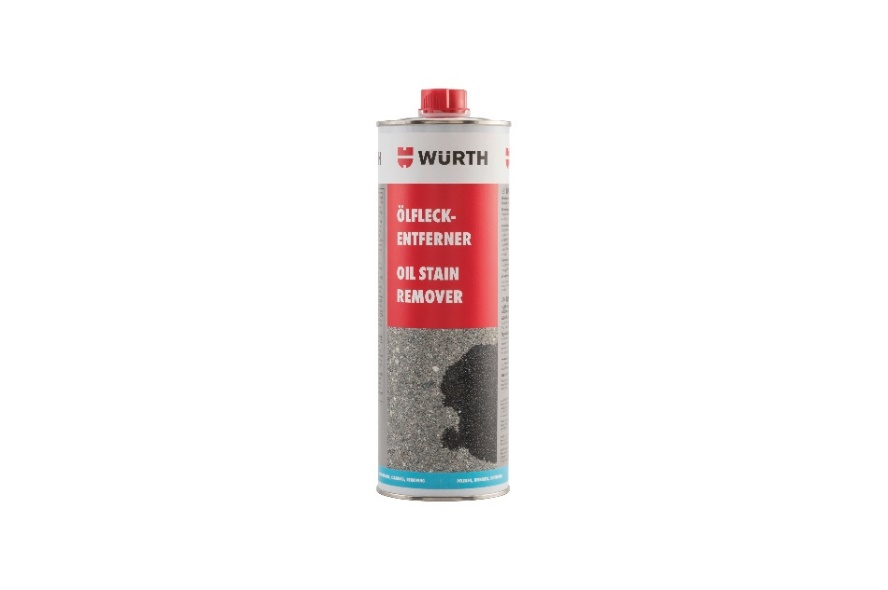 WÜRTH
ÖLFLECK-
ENTFERNER
OIL STAIN
REMOVER